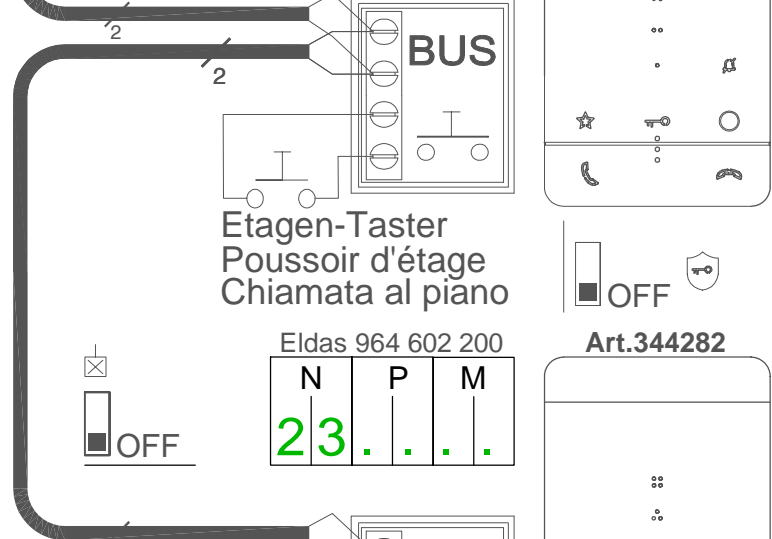 2
BUS
2
Etagen-Taster
Poussoir d'étage
Chiamata al piano
OFF
Eldas 964 602 200
Art.344282
N P M
2 3 . . . .
OFF